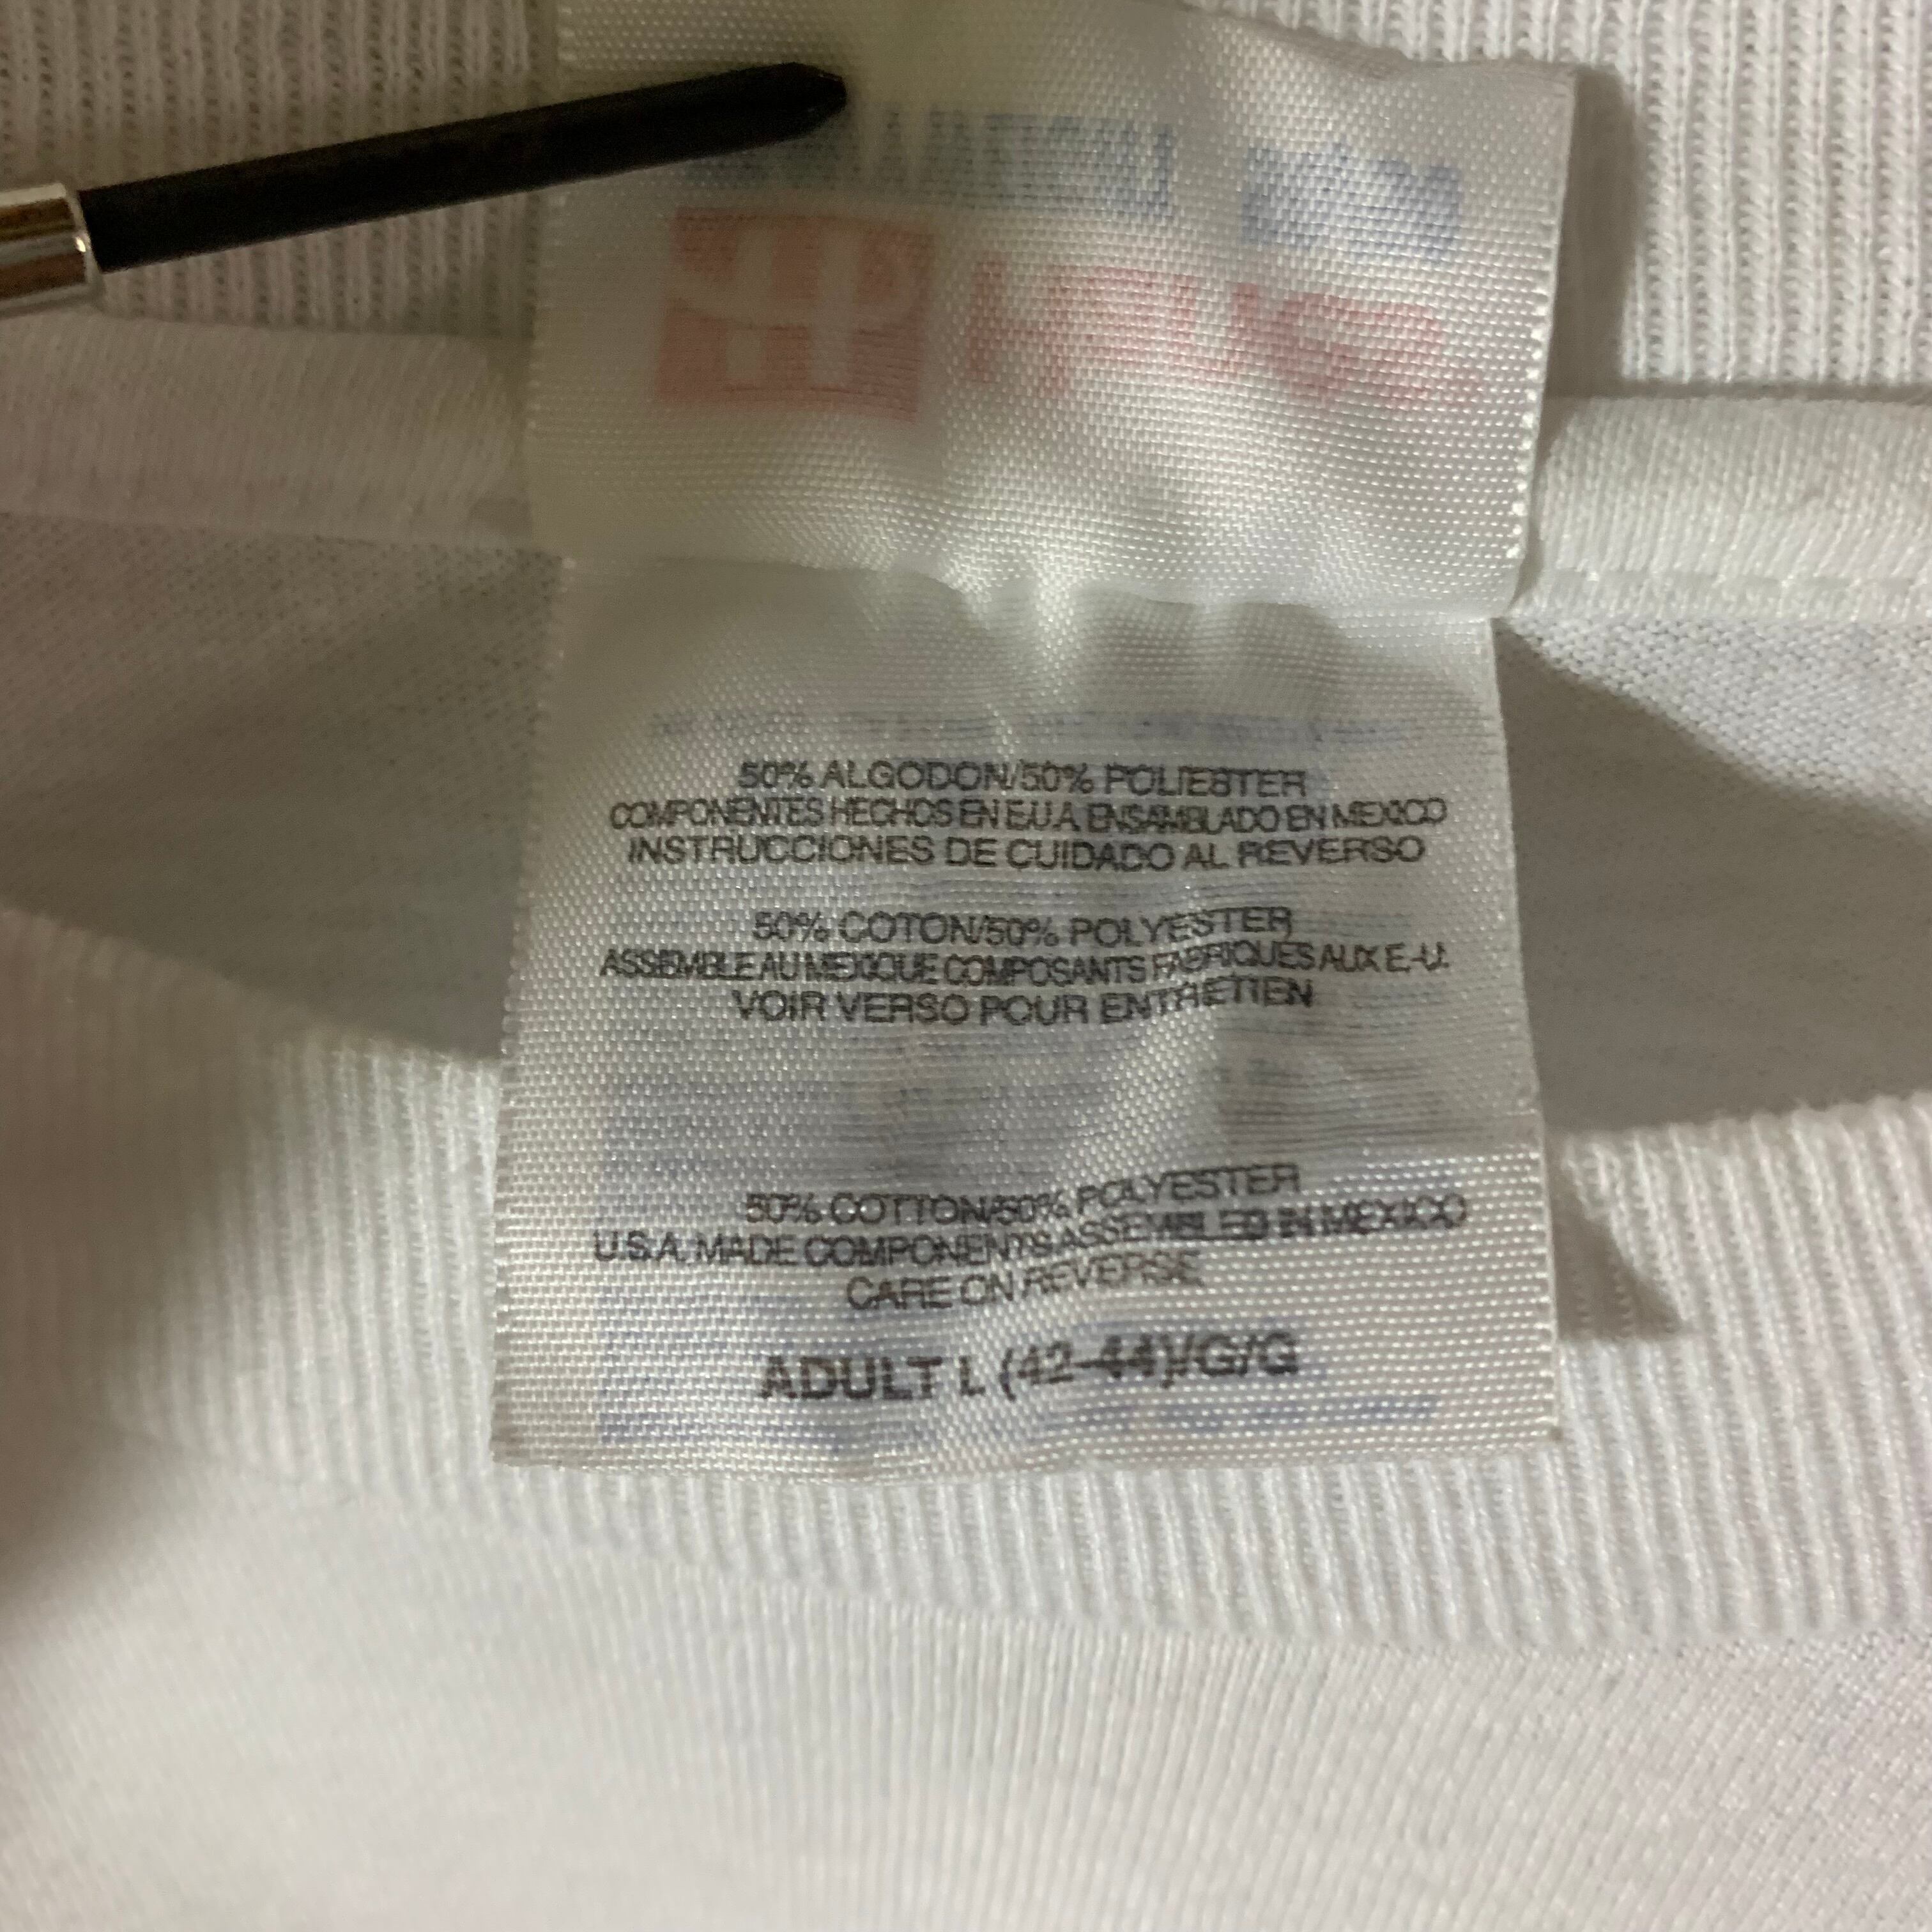 50% ALGODON/50% POLIESTER
COMPONENTES HECHOS EN E.U.A. ENSAMBLADO EN MEXICO
INSTRUCCIONES DE CUIDADO AL REVERSO
50% COTON/50% POLYESTER
ASSEMBLE AU MEXIQUE COMPOSANTS FABRIQUES AUX E.-U.
VOIR VERSO POUR ENTRETIEN
50% COTTON/50% POLYESTER
U.S.A. MADE COMPONENTS ASSEMBLED IN MEXICO
CARE ON REVERSE
ADULT L (42-44)/G/G